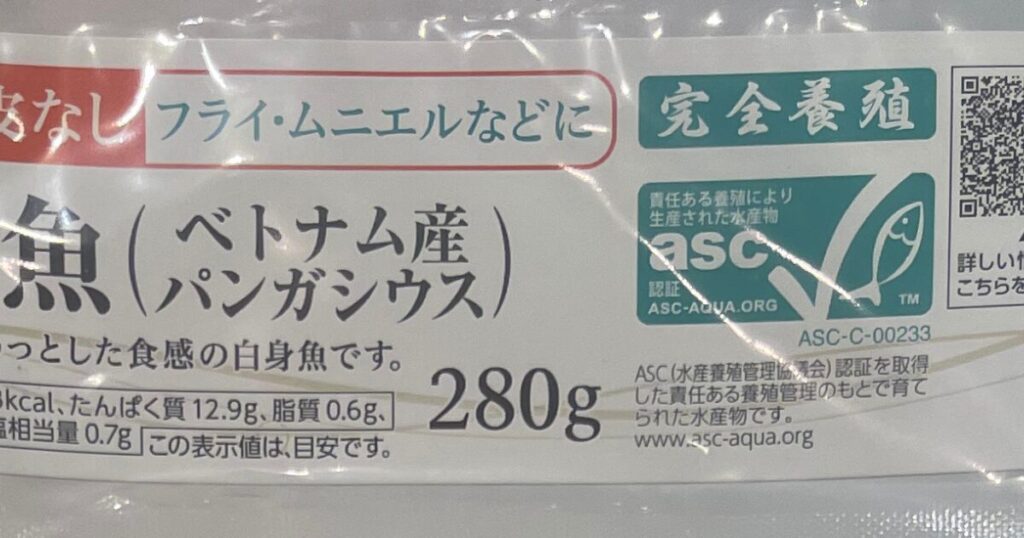 皮なし フライ・ムニエルなどに
完全養殖
魚(ベトナム産
パンガシウス)
っとした食感の白身魚です。
kcal、たんぱく質12.9g、脂質0.6g、
相当量0.7g この表示値は、目安です。
280g
責任ある養殖により
生産された水産物
asc
認証
ASC-AQUA.ORG
TM
ASC-C-00233
ASC(水産養殖管理協議会)認証を取得
した責任ある養殖管理のもとで育て
られた水産物です。
www.asc-aqua.org
詳しい
こちらを